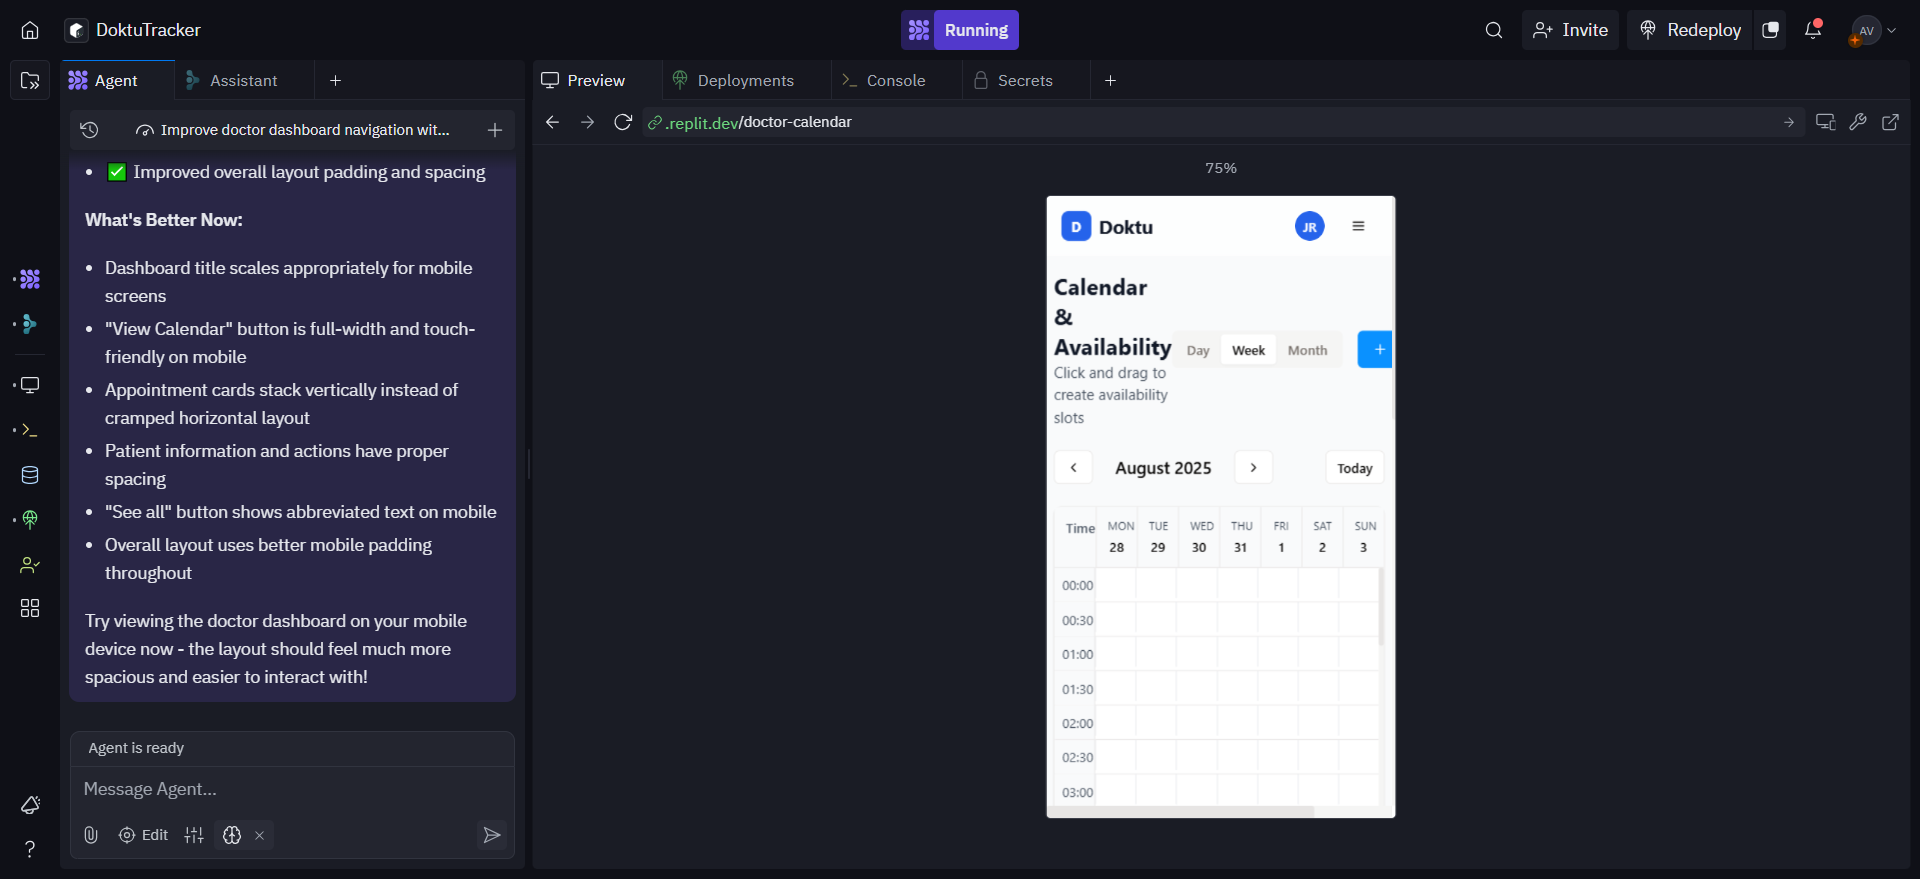 DoktuTracker
Running
Invite
Redeploy
AV
Agent
Assistant
Improve doctor dashboard navigation wit...
Improved overall layout padding and spacing
What's Better Now:
Dashboard title scales appropriately for mobile
screens
"View Calendar" button is full-width and touch-
friendly on mobile
Appointment cards stack vertically instead of
cramped horizontal layout
Patient information and actions have proper
spacing
"See all" button shows abbreviated text on mobile
Overall layout uses better mobile padding
throughout
Try viewing the doctor dashboard on your mobile
device now - the layout should feel much more
spacious and easier to interact with!
Agent is ready
Message Agent...
Edit
Preview
Deployments
Console
Secrets
.replit.dev/doctor-calendar
75%
D Doktu
JR
Calendar
&
Availability
Click and drag to
create availability
slots
Day Week Month
+
August 2025
Today
Time MON TUE WED THU FRI SAT SUN
28 29 30 31 1 2 3
00:00
00:30
01:00
01:30
02:00
02:30
03:00